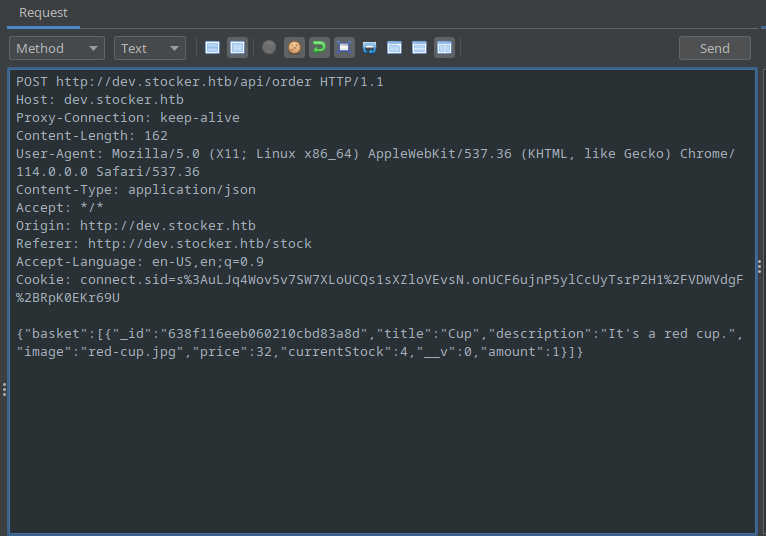 Request
Method Text Send
POST http://dev.stocker.htb/api/order HTTP/1.1
Host: dev.stocker.htb
Proxy-Connection: keep-alive
Content-Length: 162
User-Agent: Mozilla/5.0 (X11; Linux x86_64) AppleWebKit/537.36 (KHTML, like Gecko) Chrome/
114.0.0.0 Safari/537.36
Content-Type: application/json
Accept: */*
Origin: http://dev.stocker.htb
Referer: http://dev.stocker.htb/stock
Accept-Language: en-US,en;q=0.9
Cookie: connect.sid=s%3AuLJq4Wov5v7SW7XLoUCQs1sXZloVEvsN.onUCF6ujnP5ylCcUyTsrP2H1%2FVDWVdgF
%2BRpK0EKr69U
{"basket":[{"_id":"638f116eeb060210cbd83a8d","title":"Cup","description":"It's a red cup.",
"image":"red-cup.jpg","price":32,"currentStock":4,"__v":0,"amount":1}]}